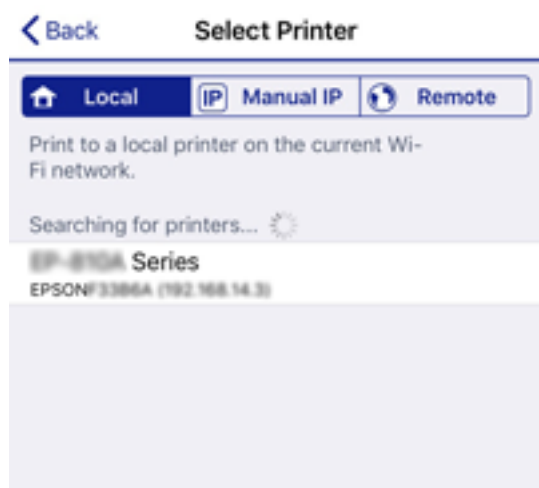 Back Select Printer
Local IP Manual IP Remote
Print to a local printer on the current Wi-
Fi network.
Searching for printers...
Series
EPSON